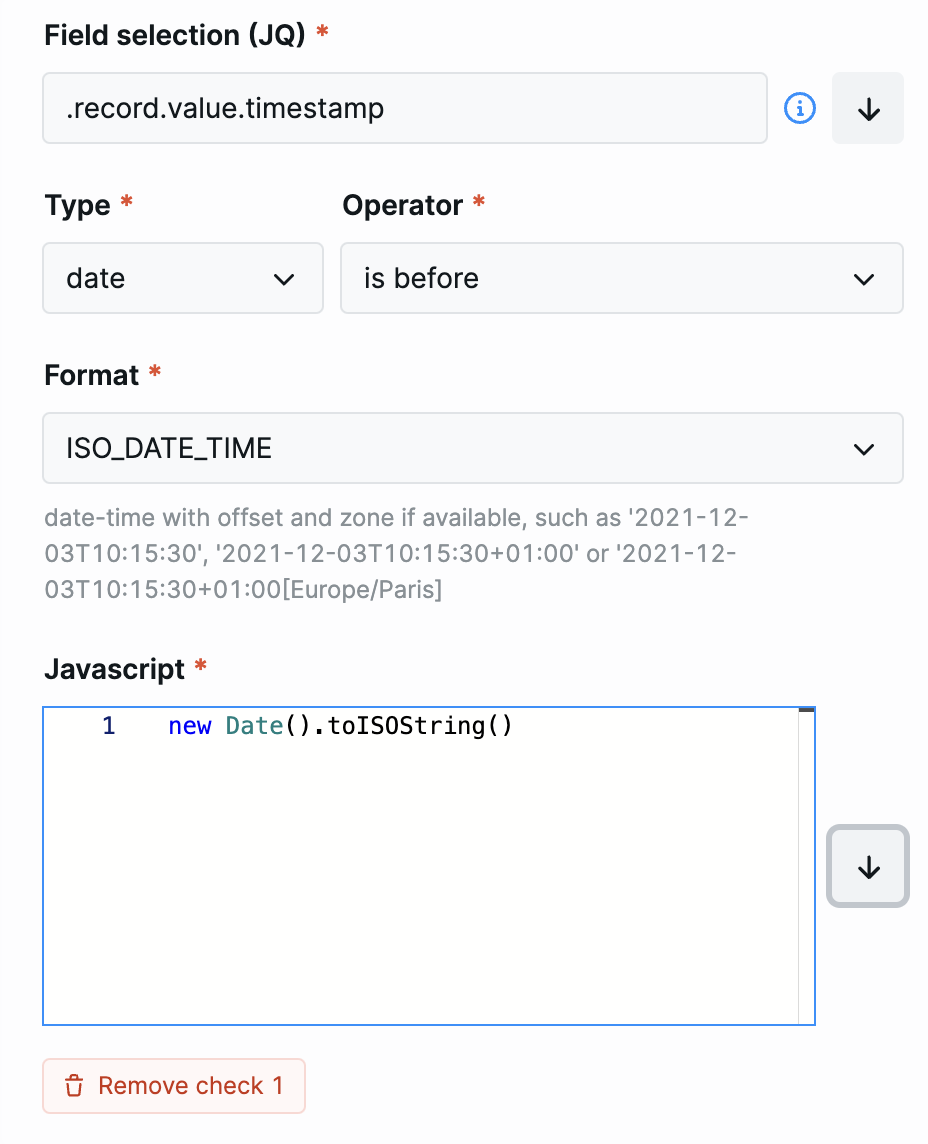 Field selection (JQ) *
.record.value.timestamp
Type * Operator *
date is before
Format *
ISO_DATE_TIME
date-time with offset and zone if available, such as '2021-12-
03T10:15:30', '2021-12-03T10:15:30+01:00' or '2021-12-
03T10:15:30+01:00[Europe/Paris]
Javascript *
1 new Date().toISOString()
Remove check 1